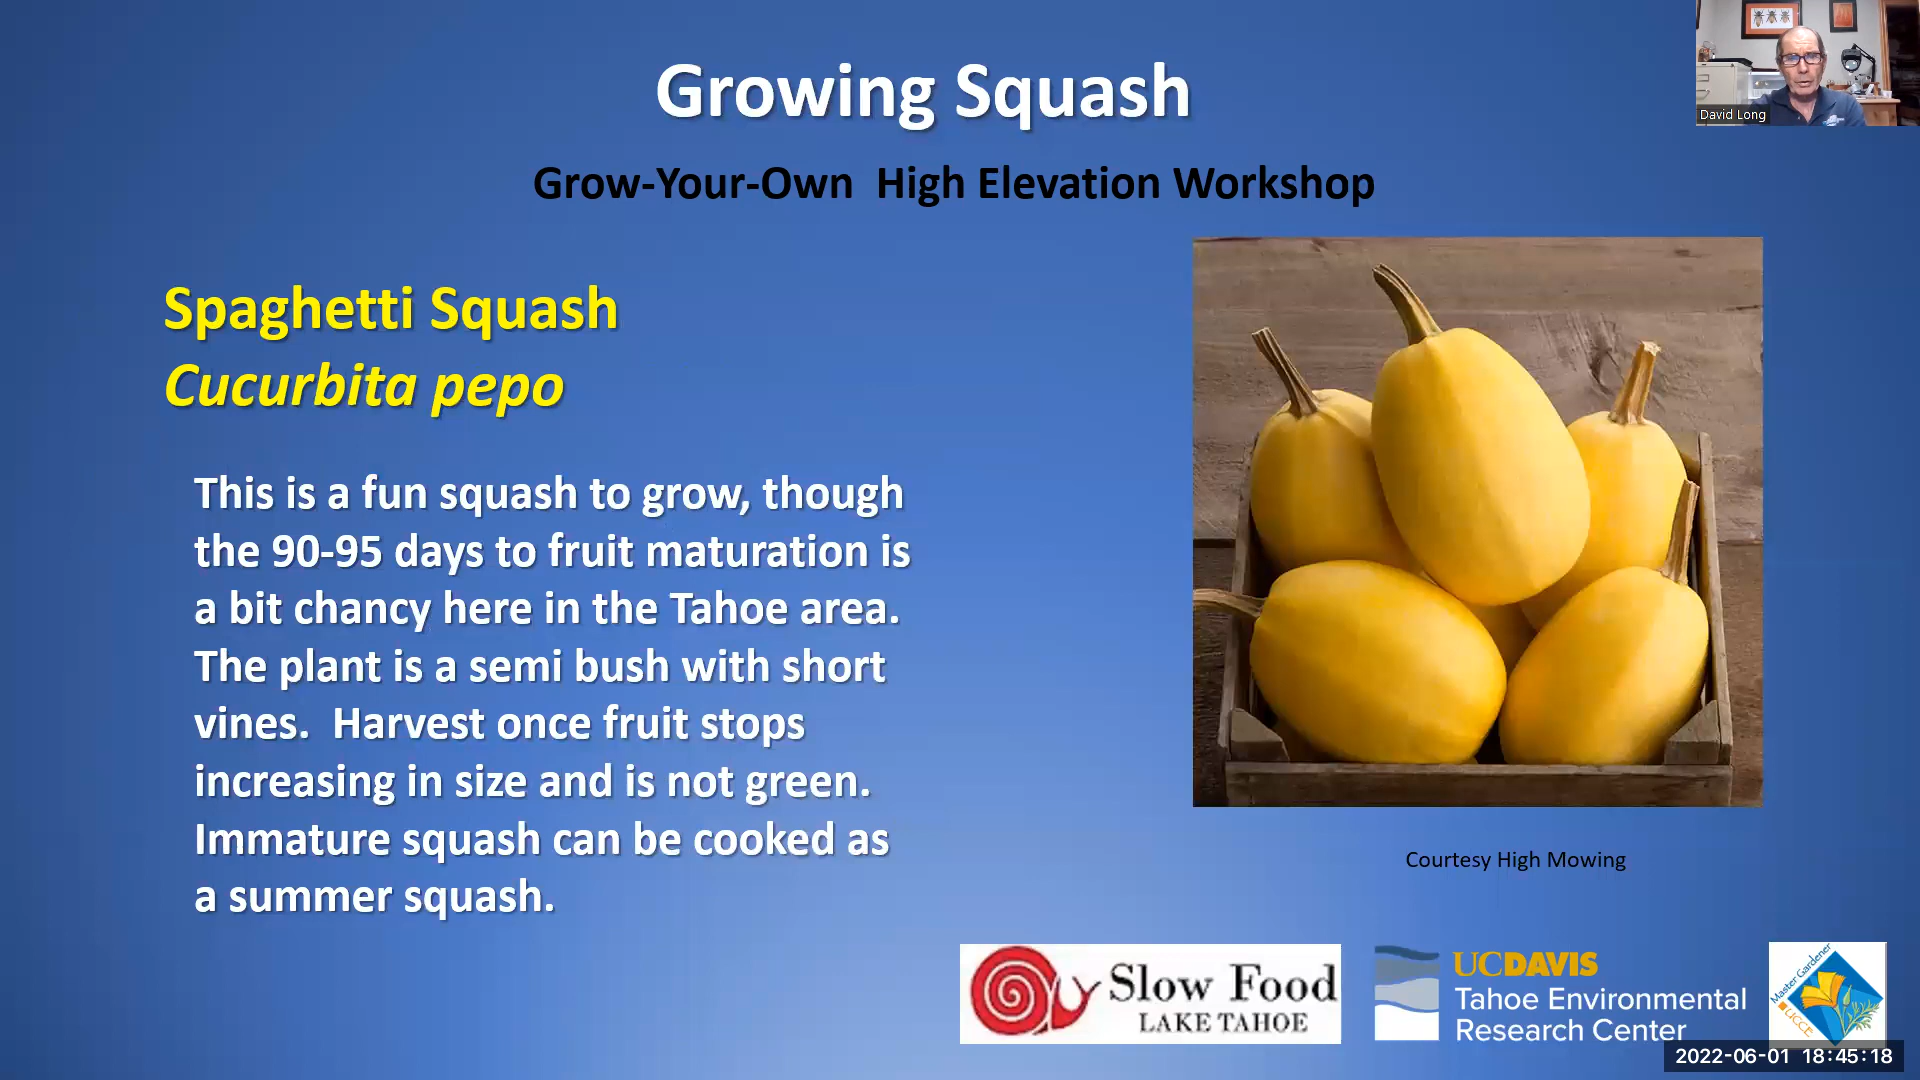 Growing Squash
David Long
Grow-Your-Own  High Elevation Workshop
Spaghetti Squash
Cucurbita pepo
This is a fun squash to grow, though
the 90-95 days to fruit maturation is
a bit chancy here in the Tahoe area.
The plant is a semi bush with short
vines.  Harvest once fruit stops
increasing in size and is not green.
Immature squash can be cooked as
a summer squash.
Courtesy High Mowing
Slow Food
LAKE TAHOE
UCDAVIS
Tahoe Environmental
Research Center
Master Gardener
UCCE
2022-06-01 18:45:18